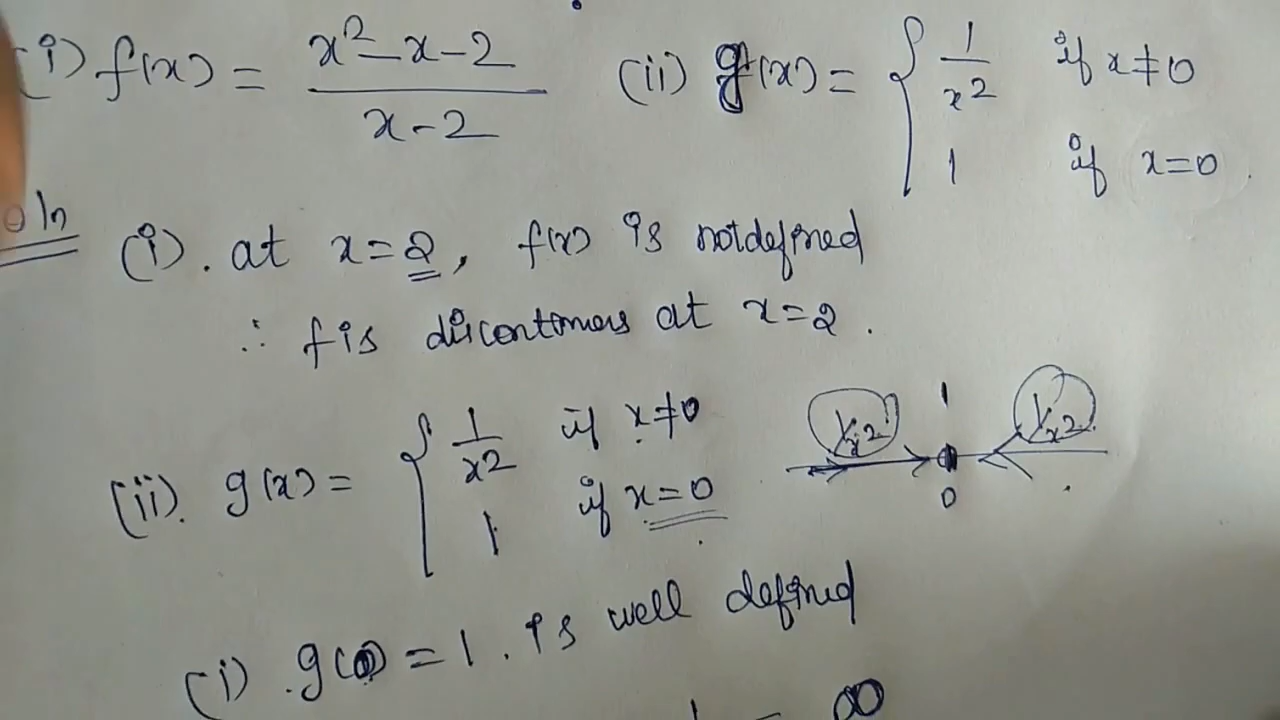 (i) f(x) = x²-x-2 / x-2 (ii) g(x) = { 1/x² if x≠0
1 if x=0.
oln (i). at x=2, f(x) is notdefined
∴ f is discontinuous at x=2.
(ii). g(x) = { 1/x2 if x≠0
1 if x=0
1/x2 1 1/x2
0
(i). g(0) = 1. is well defined
1 = ∞